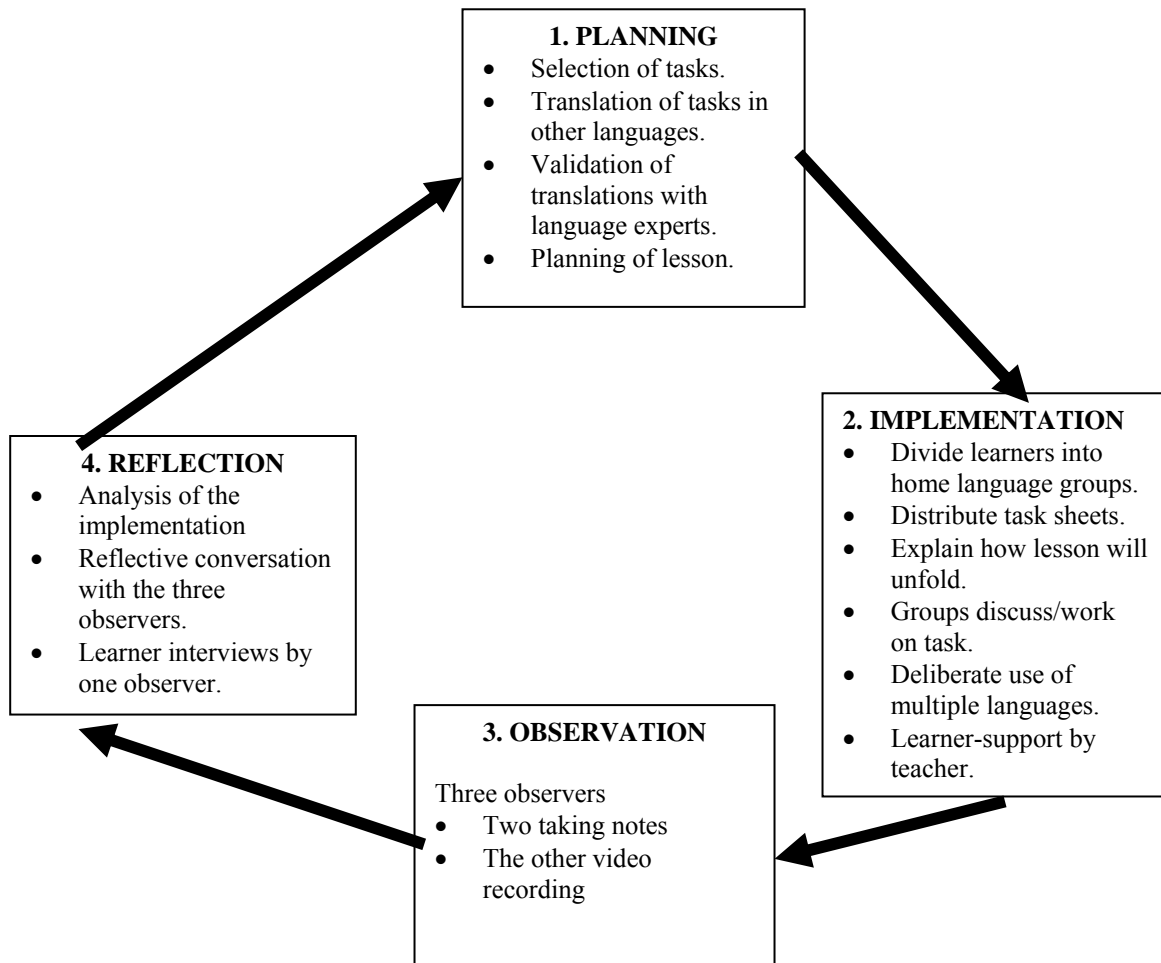 1. PLANNING
• Selection of tasks.
• Translation of tasks in
other languages.
• Validation of
translations with
language experts.
• Planning of lesson.
2. IMPLEMENTATION
• Divide learners into
home language groups.
• Distribute task sheets.
• Explain how lesson will
unfold.
• Groups discuss/work
on task.
• Deliberate use of
multiple languages.
• Learner-support by
teacher.
3. OBSERVATION
Three observers
• Two taking notes
• The other video
recording
4. REFLECTION
• Analysis of the
implementation
• Reflective conversation
with the three
observers.
• Learner interviews by
one observer.